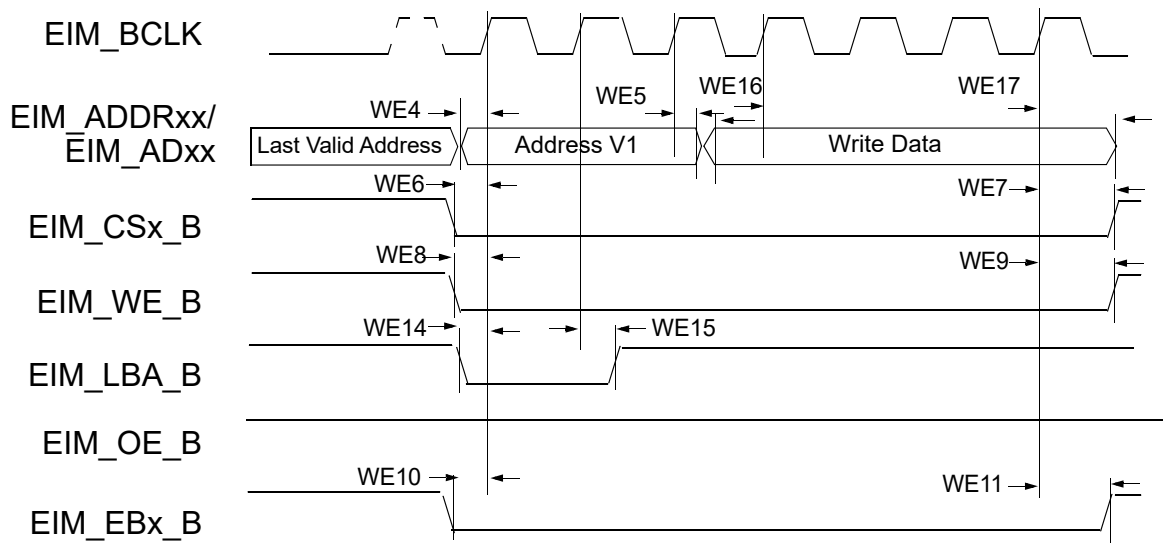 EIM_BCLK
WE4
WE5
WE16
WE17
EIM_ADDRxx/
EIM_ADxx
Last Valid Address
Address V1
Write Data
WE6
WE7
EIM_CSx_B
WE8
WE9
EIM_WE_B
WE14
WE15
EIM_LBA_B
EIM_OE_B
WE10
WE11
EIM_EBx_B